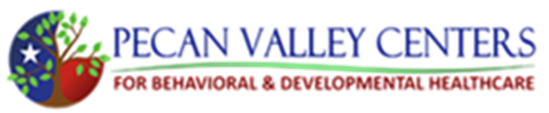 PECAN VALLEY CENTERS
FOR BEHAVIORAL & DEVELOPMENTAL HEALTHCARE